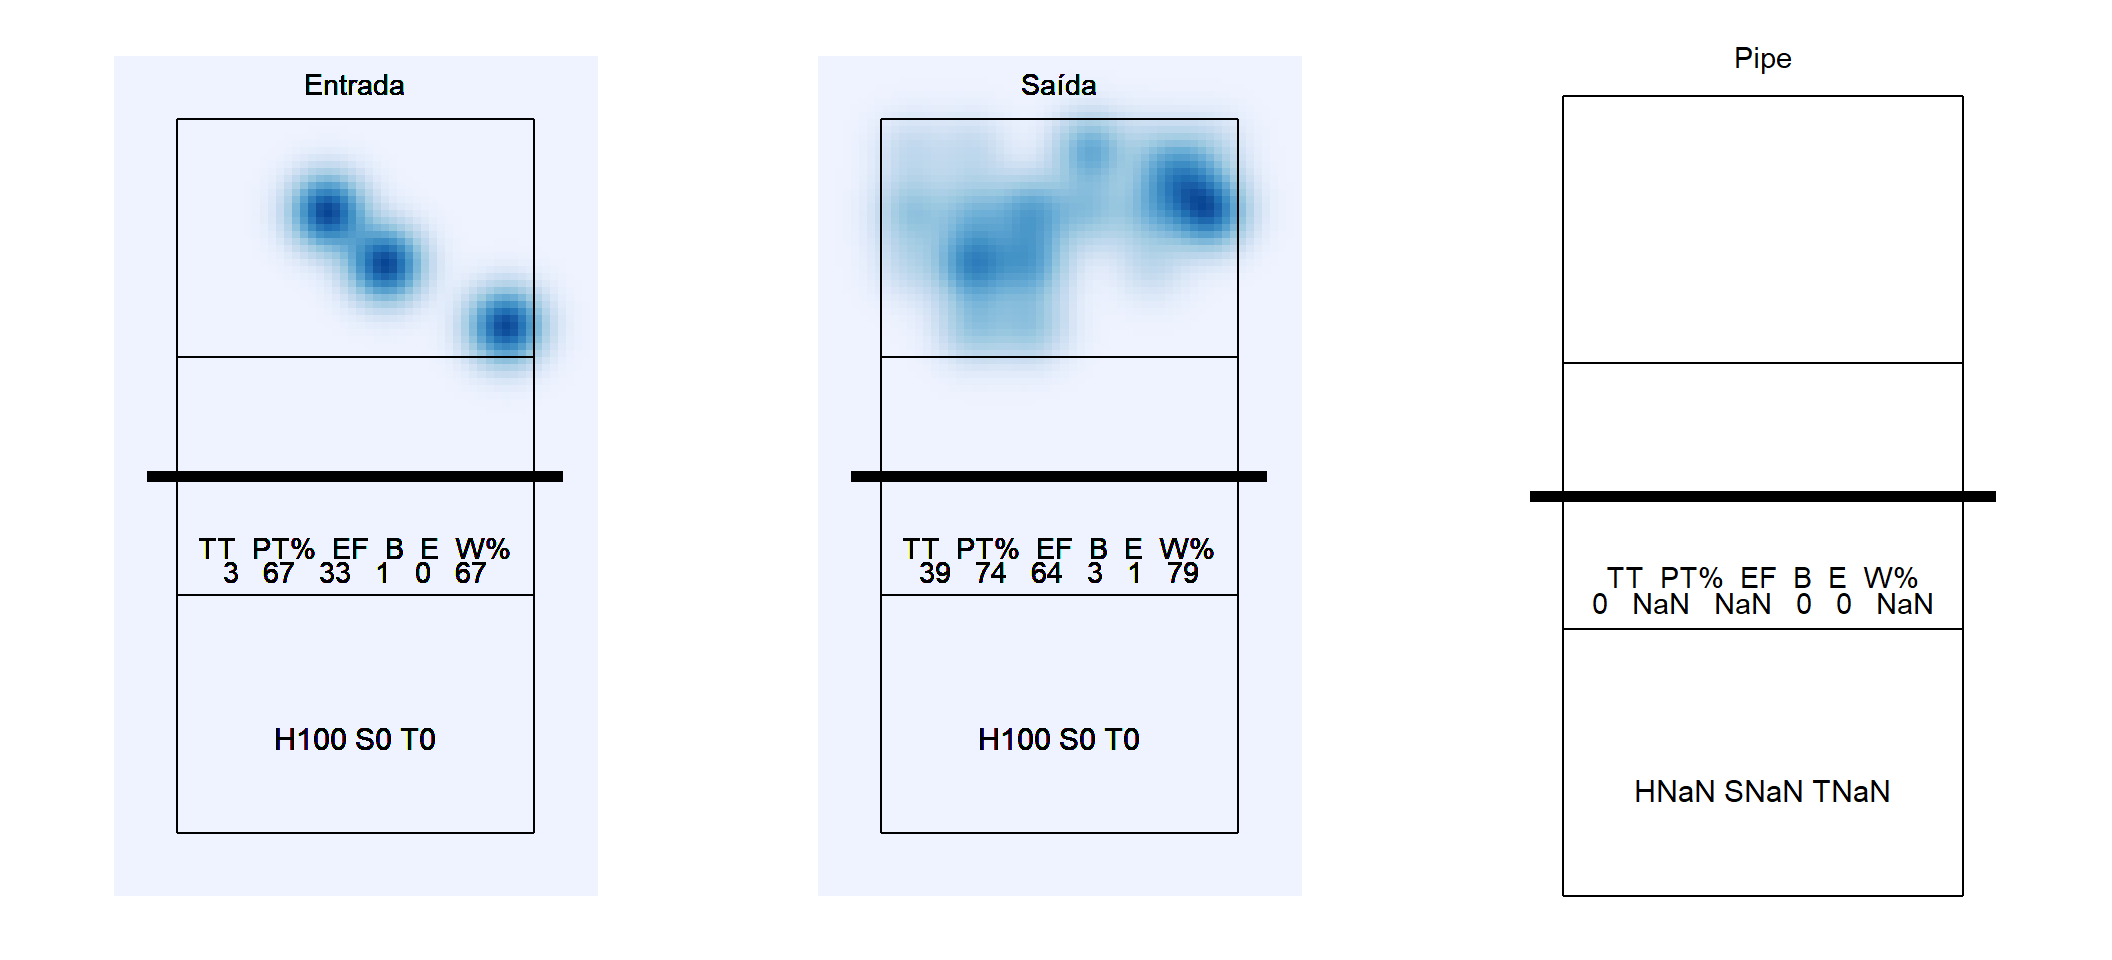 Entrada
TT PT% EF B E W%
3 67 33 1 0 67
H100 S0 T0
Saída
TT PT% EF B E W%
39 74 64 3 1 79
H100 S0 T0
Pipe
TT PT% EF B E W%
0 NaN NaN 0 0 NaN
HNaN SNaN TNaN